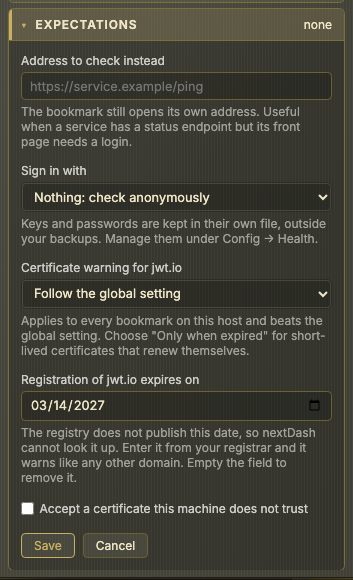 EXPECTATIONS none
Address to check instead
https://service.example/ping
The bookmark still opens its own address. Useful
when a service has a status endpoint but its front
page needs a login.
Sign in with
Nothing: check anonymously
Keys and passwords are kept in their own file, outside
your backups. Manage them under Config → Health.
Certificate warning for jwt.io
Follow the global setting
Applies to every bookmark on this host and beats the
global setting. Choose "Only when expired" for short-
lived certificates that renew themselves.
Registration of jwt.io expires on
03/14/2027
The registry does not publish this date, so nextDash
cannot look it up. Enter it from your registrar and it
warns like any other domain. Empty the field to
remove it.
Accept a certificate this machine does not trust
Save Cancel